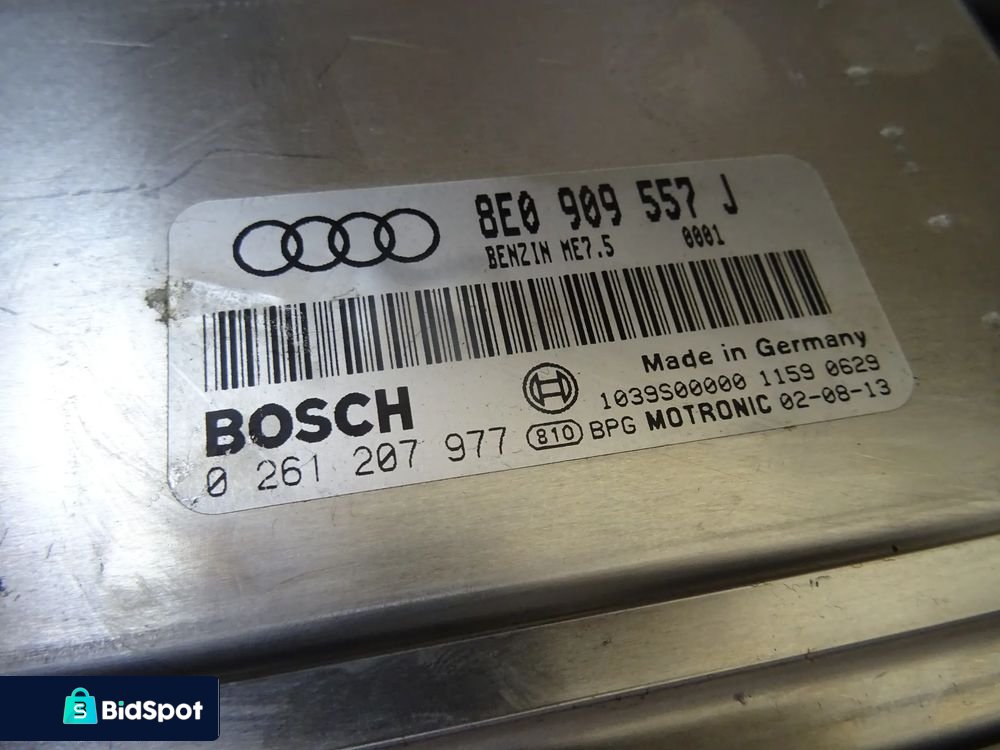 8E0 909 557 J
BENZIN ME7.5 0001
Made in Germany
BOSCH
1039S00000 1159 0629
0 261 207 977 810 BPG MOTRONIC 02-08-13
BidSpot